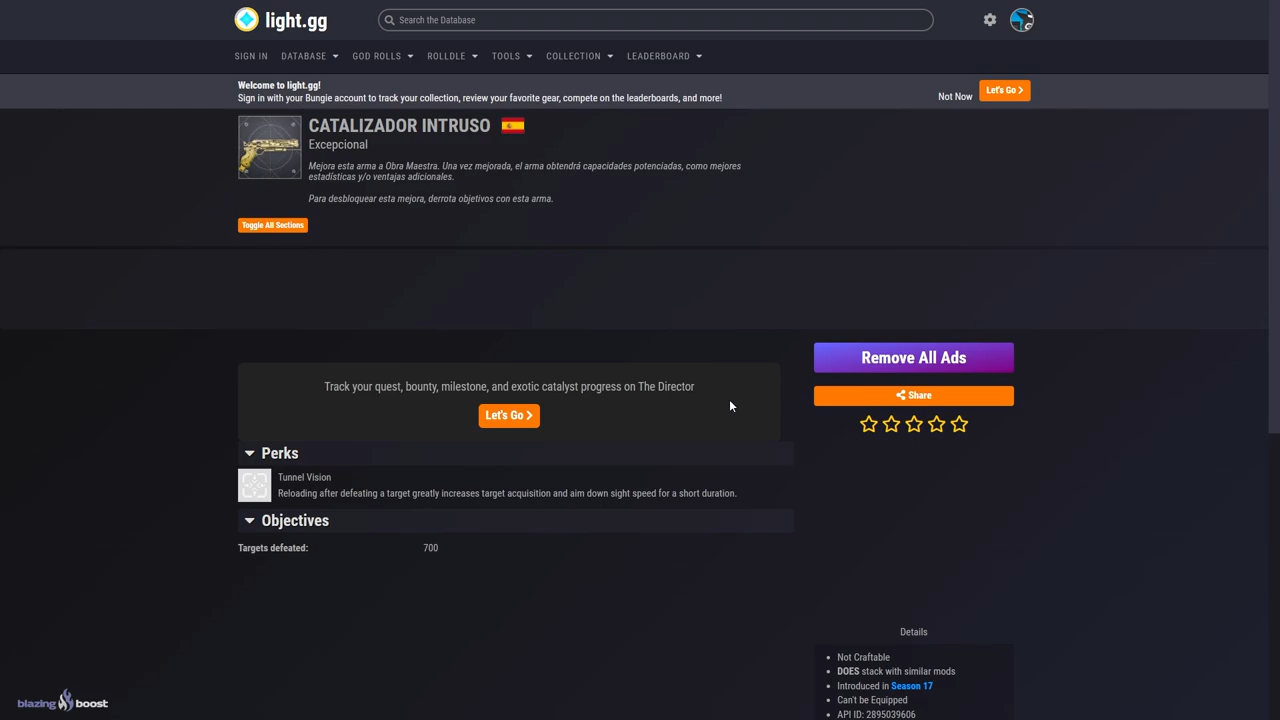 light.gg
Search the Database
SIGN IN DATABASE GOD ROLLS ROLLDLE TOOLS COLLECTION LEADERBOARD
Welcome to light.gg!
Sign in with your Bungie account to track your collection, review your favorite gear, compete on the leaderboards, and more!
Not Now
Let's Go
CATALIZADOR INTRUSO
Excepcional
Mejora esta arma a Obra Maestra. Una vez mejorada, el arma obtendrá capacidades potenciadas, como mejores
estadísticas y/o ventajas adicionales.
Para desbloquear esta mejora, derrota objetivos con esta arma.
Toggle All Sections
Track your quest, bounty, milestone, and exotic catalyst progress on The Director
Let's Go
Remove All Ads
Share
Perks
Tunnel Vision
Reloading after defeating a target greatly increases target acquisition and aim down sight speed for a short duration.
Objectives
Targets defeated: 700
Details
Not Craftable
DOES stack with similar mods
Introduced in Season 17
Can't be Equipped
API ID: 2895039606
blazing boost